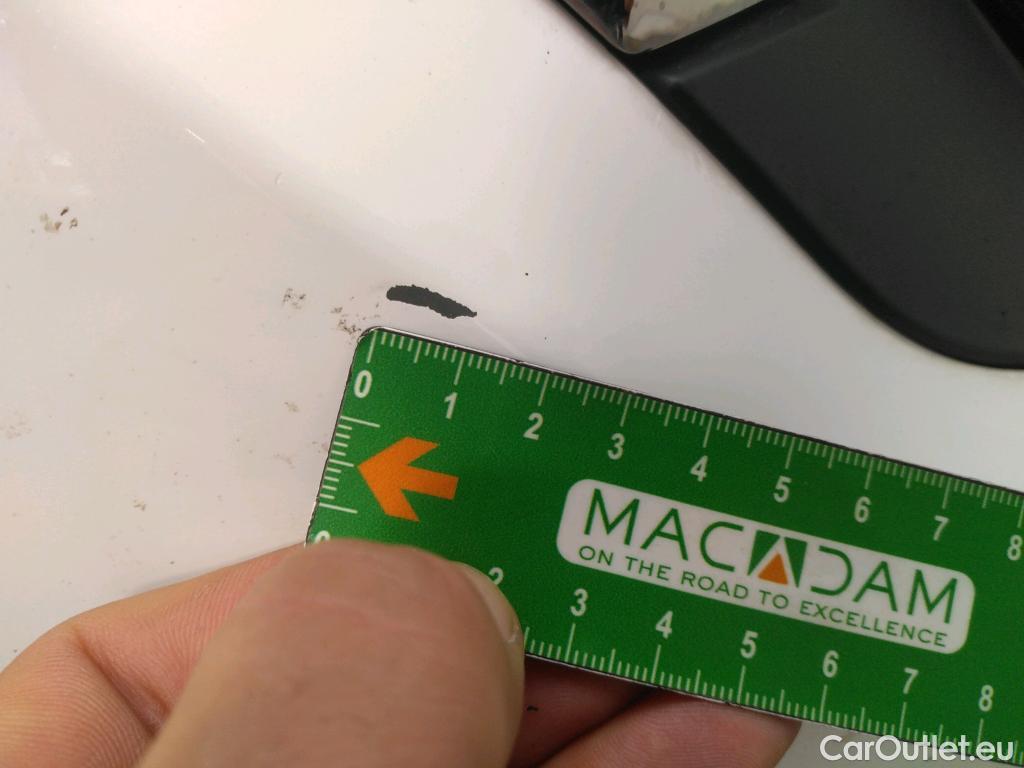 0 1 2 3 4 5 6 7 8
MACADAM
ON THE ROAD TO EXCELLENCE
2 3 4 5 6 7 8
CarOutlet.eu